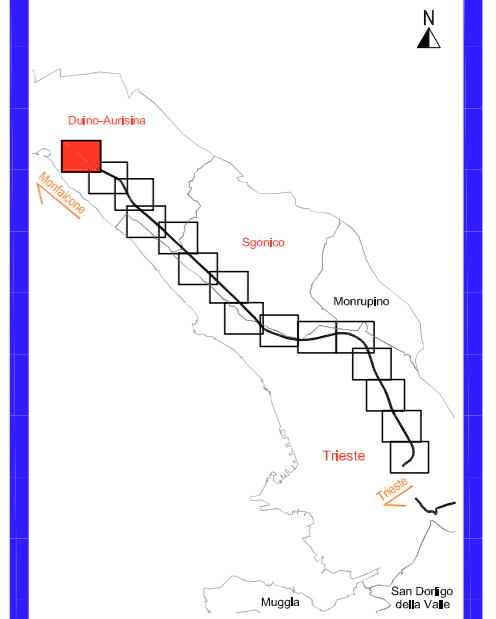 N
Duino-Aurisina
Monfalcone
Sgonico
Monrupino
Trieste
Trieste
San Dorligo
della Valle
Muggia